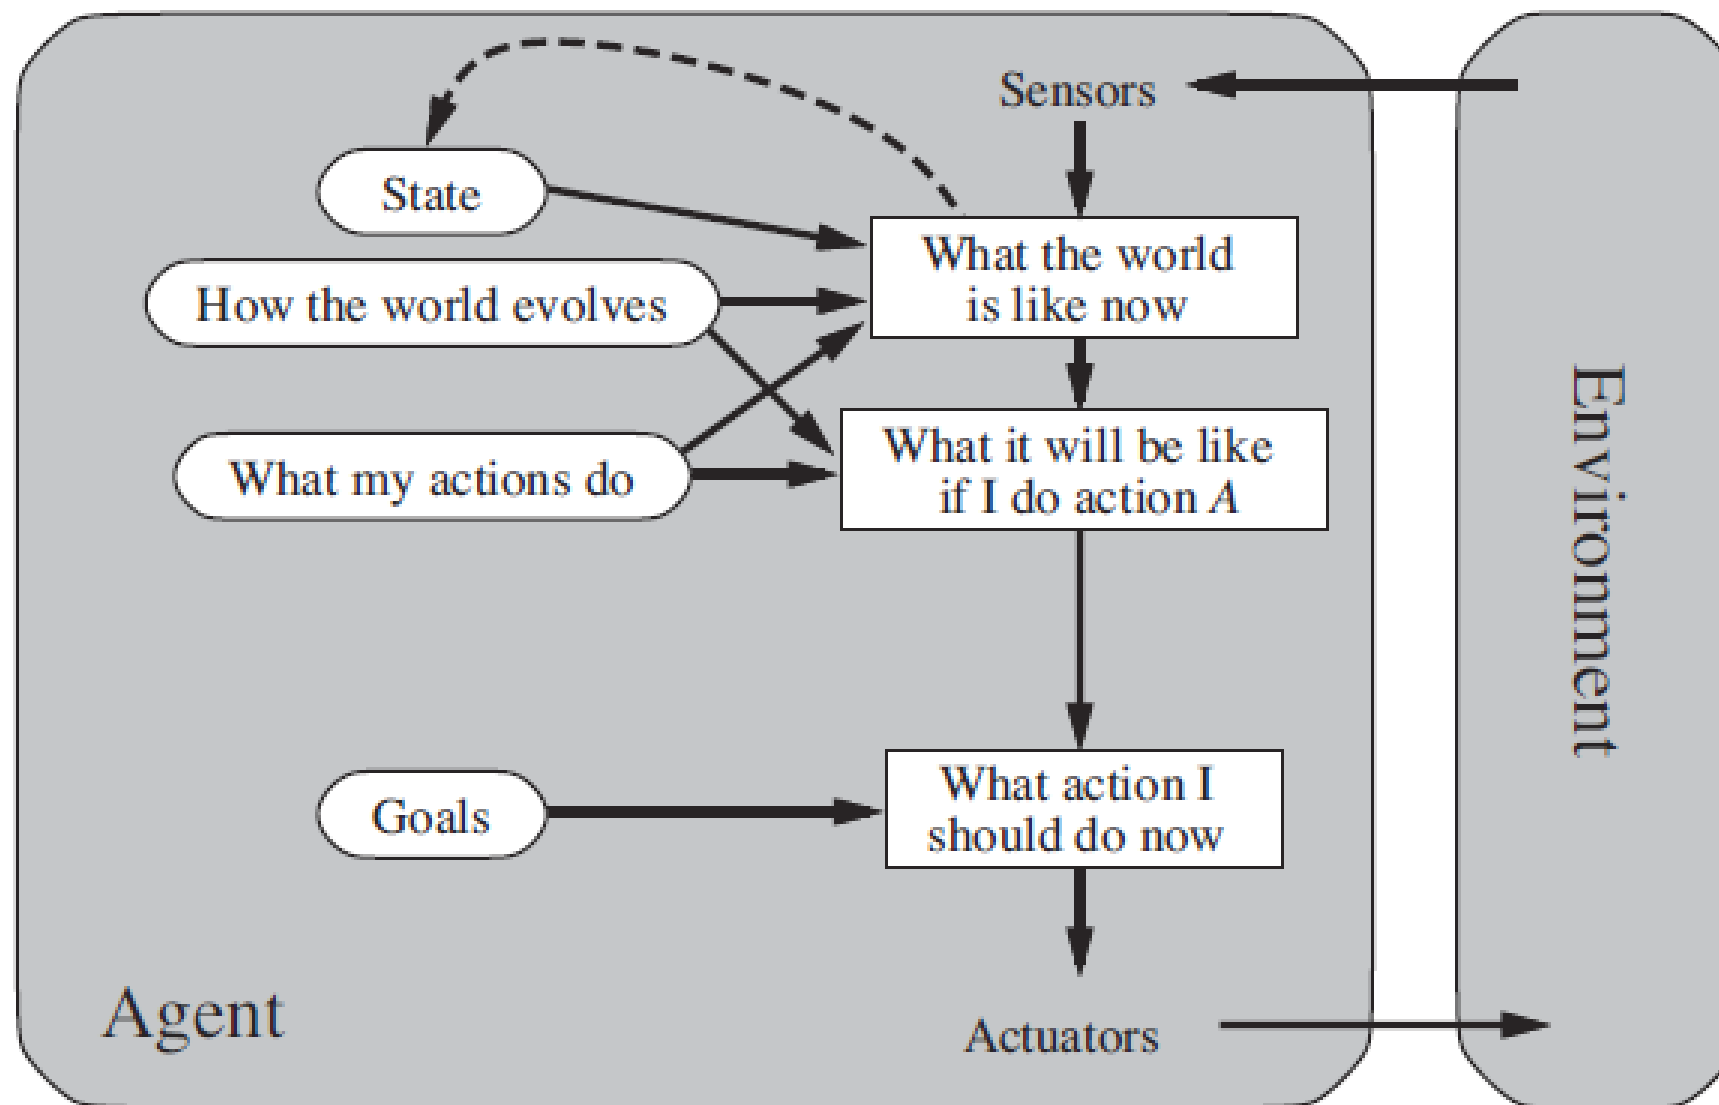 Sensors
State
What the world
is like now
How the world evolves
What it will be like
if I do action A
What my actions do
Environment
Goals
What action I
should do now
Agent
Actuators